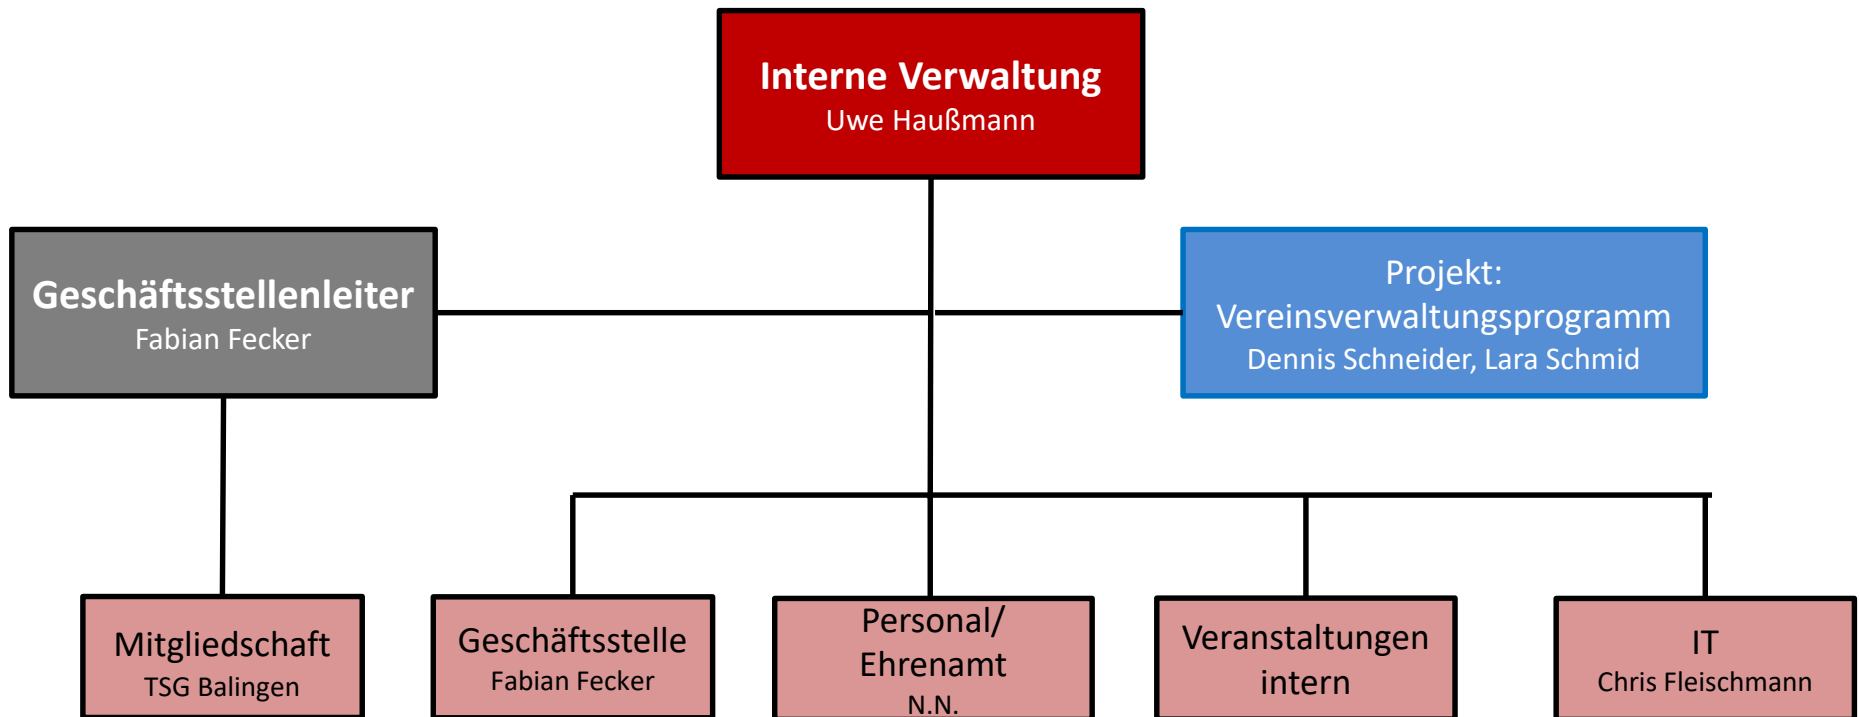 Interne Verwaltung
Uwe Haußmann
Geschäftsstellenleiter
Fabian Fecker
Projekt:
Vereinsverwaltungsprogramm
Dennis Schneider, Lara Schmid
Mitgliedschaft
TSG Balingen
Geschäftsstelle
Fabian Fecker
Personal/
Ehrenamt
N.N.
Veranstaltungen
intern
IT
Chris Fleischmann